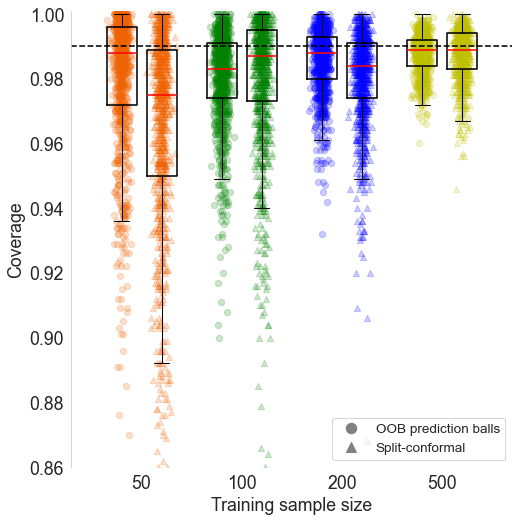 1.00
0.98
0.96
0.94
0.92
0.90
0.88
0.86
Coverage
OOB prediction balls
Split-conformal
50 100 200 500
Training sample size